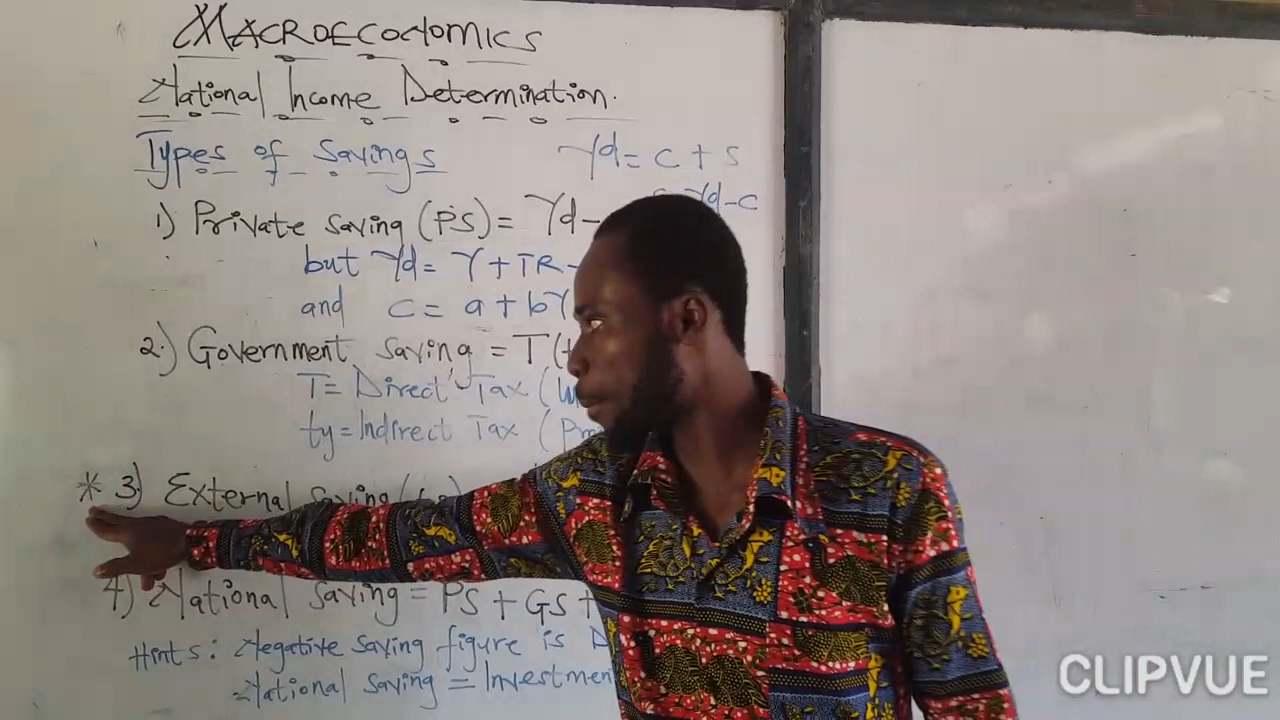 MACROECONOMICS
National Income Determination.
Types of Savings
Yd = C + S
Yd - C
1) Private Saving (PS) = Yd -
but Yd = Y + TR -
and C = a + bY
2.) Government Saving = T (
T = Direct Tax (
ty = Indirect Tax (
* 3) External Saving (
4) National Saving = PS + GS +
Hints: Negative saving figure is
National Saving = Investmen
CLIPVUE